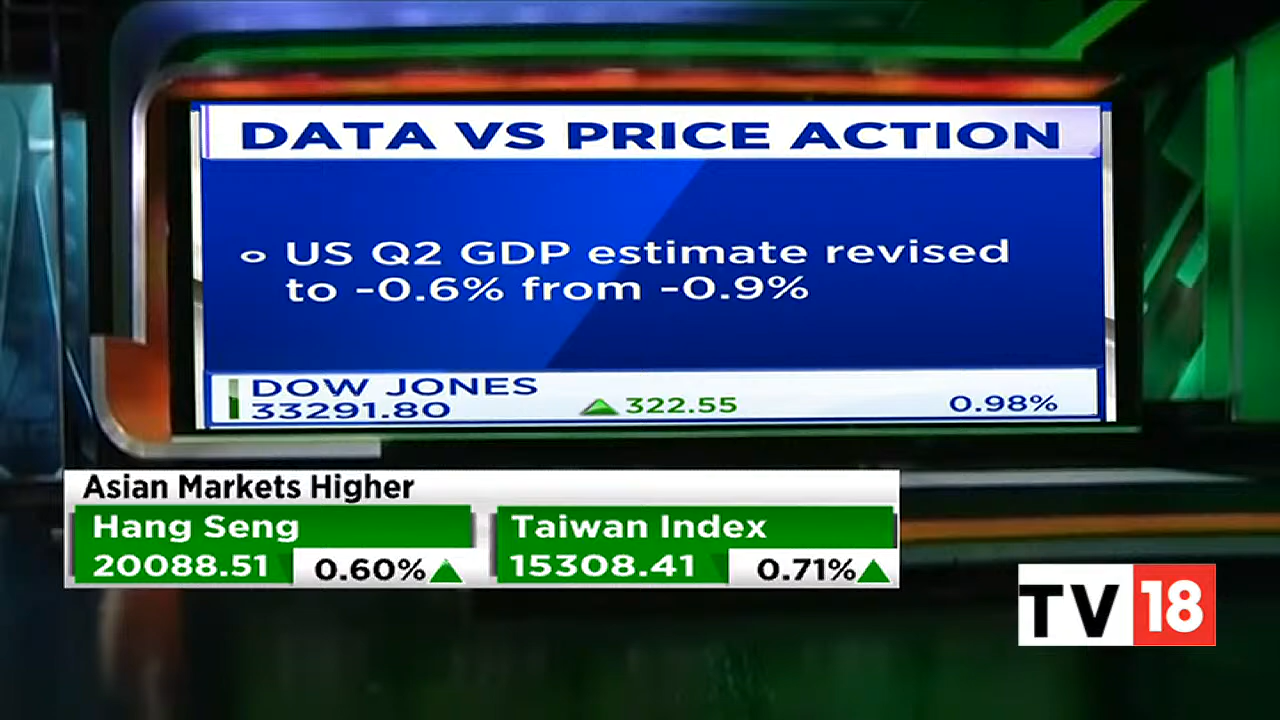 DATA VS PRICE ACTION
US Q2 GDP estimate revised
to -0.6% from -0.9%
DOW JONES
33291.80 322.55 0.98%
Asian Markets Higher
Hang Seng
20088.51 0.60%
Taiwan Index
15308.41 0.71%
TV 18